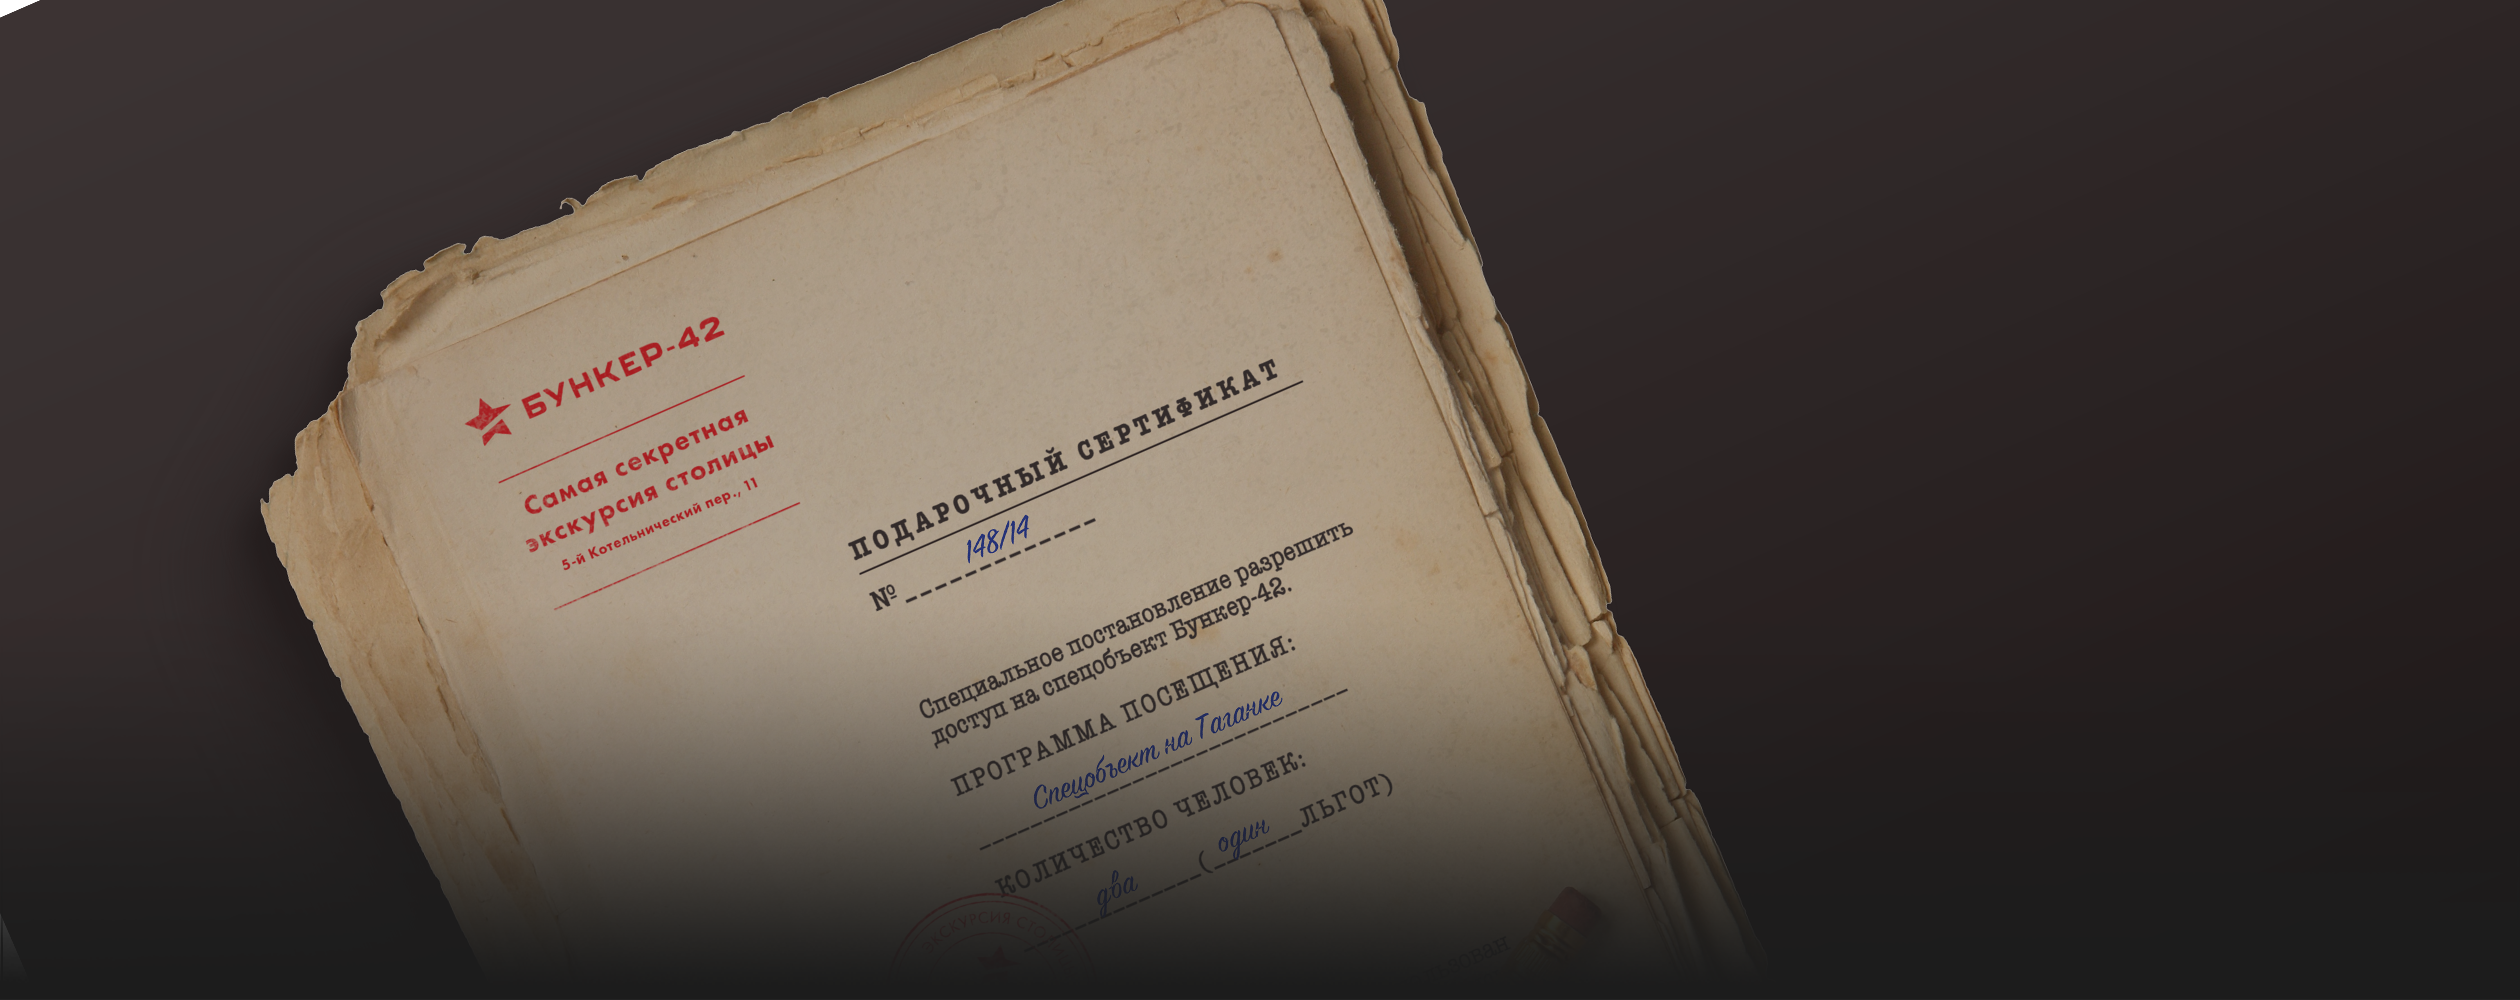 БУНКЕР-42
Самая секретная
экскурсия столицы
5-й Котельнический пер., 11
ПОДАРОЧНЫЙ СЕРТИФИКАТ
№ 148/14
Специальное постановление разрешить
доступ на спецобъект Бункер-42.
ПРОГРАММА ПОСЕЩЕНИЯ:
Спецобъект на Таганке
КОЛИЧЕСТВО ЧЕЛОВЕК:
два (один ЛЬГОТ)
ЭКСКУРСИЯ